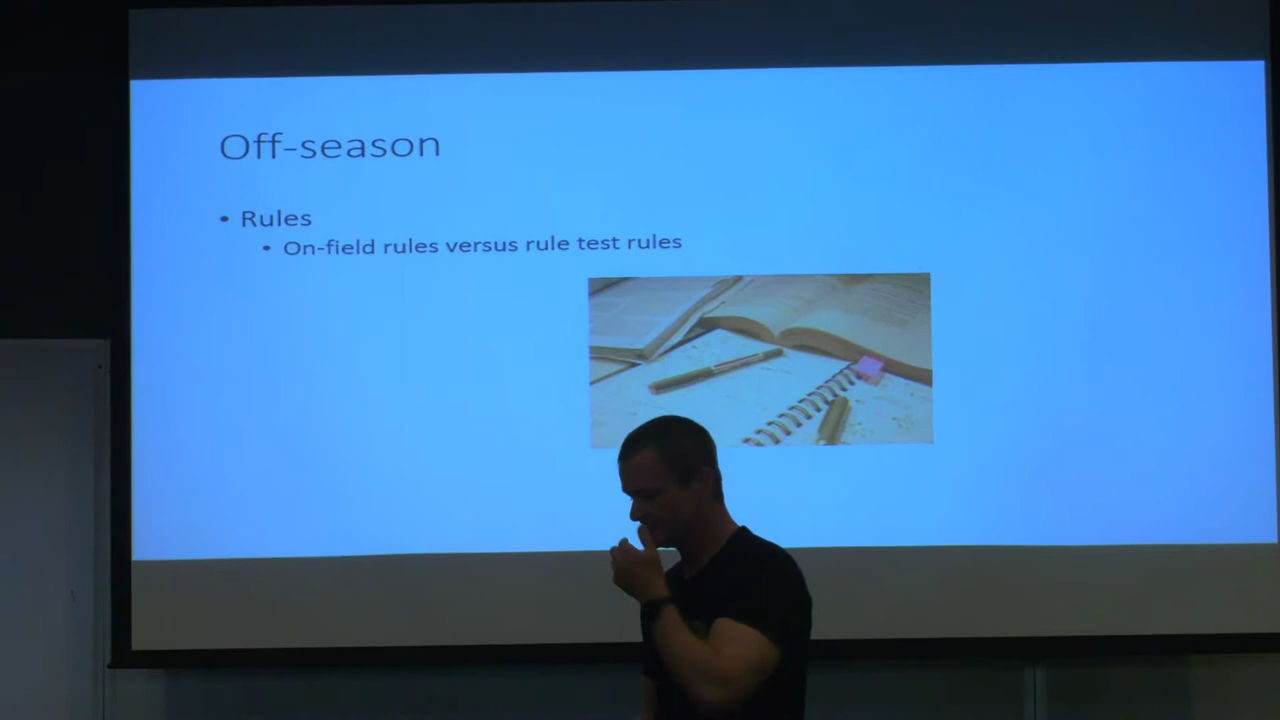 Off-season
• Rules
• On-field rules versus rule test rules